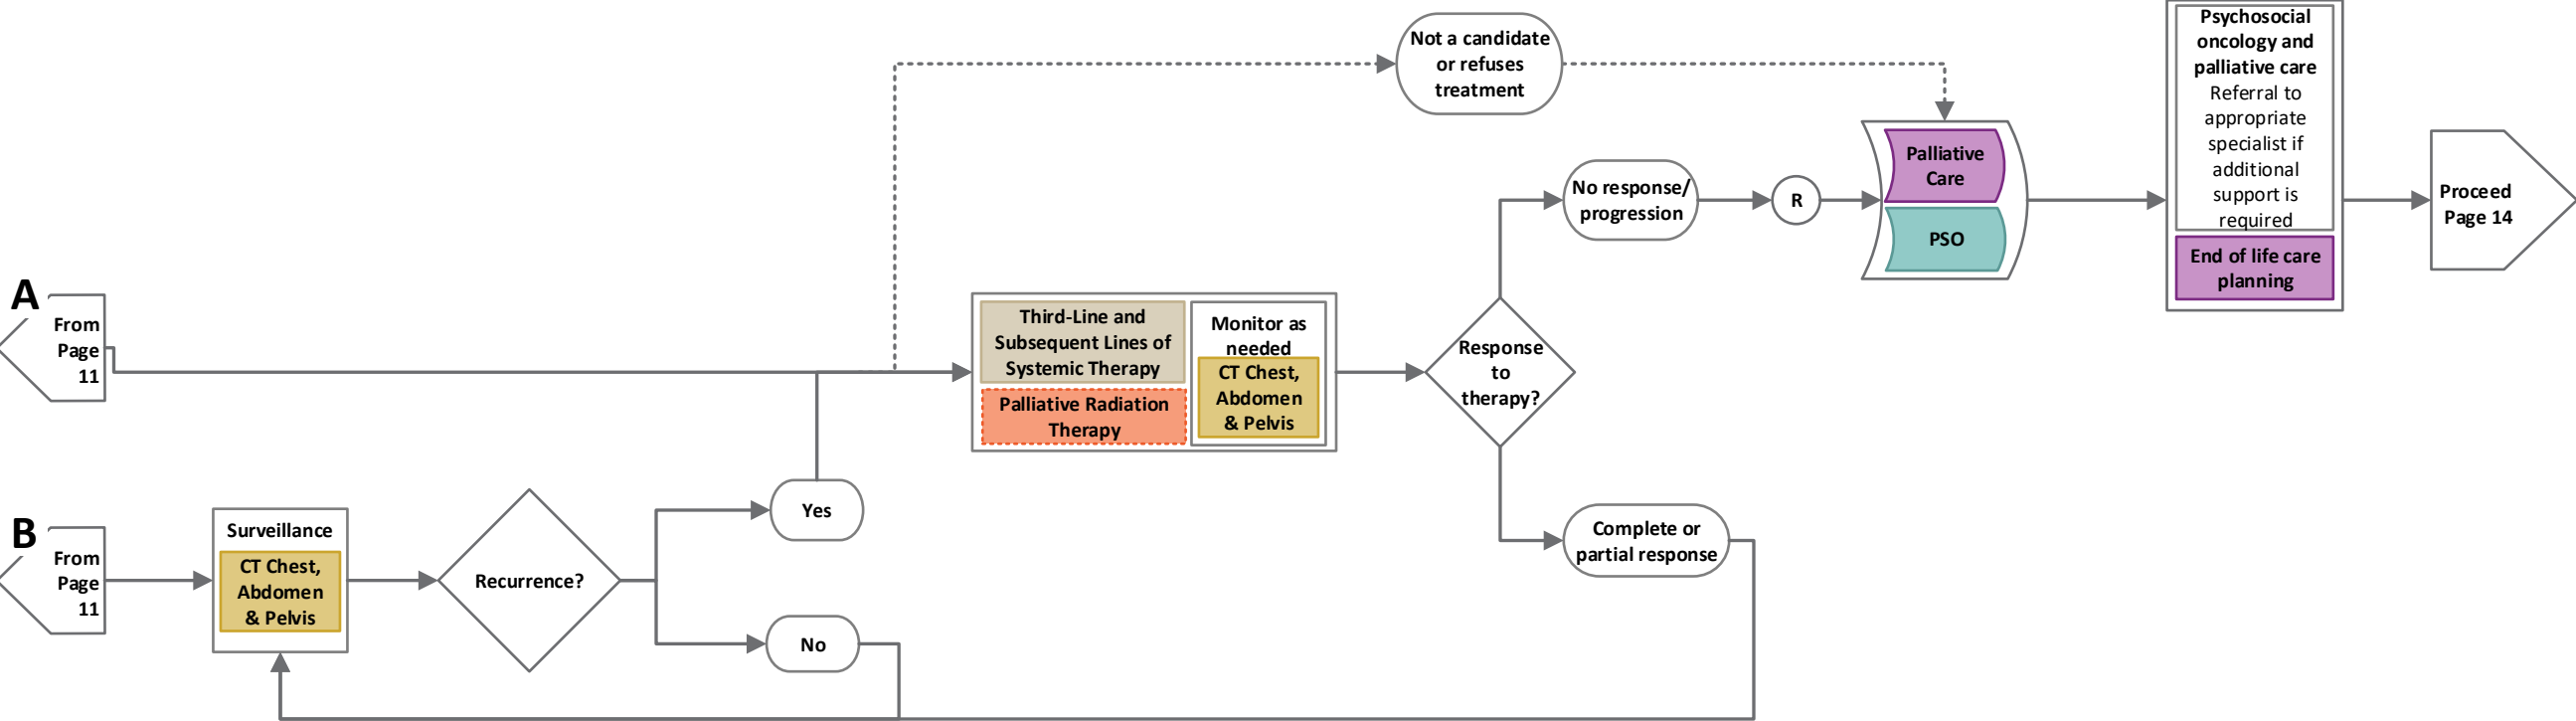 Not a candidate
or refuses
treatment
Psychosocial
oncology and
palliative care
Referral to
appropriate
specialist if
additional
support is
required
End of life care
planning
Palliative
Care
PSO
No response/
progression
R
Proceed
Page 14
A
From
Page
11
Third-Line and
Subsequent Lines of
Systemic Therapy
Palliative Radiation
Therapy
Monitor as
needed
CT Chest,
Abdomen
& Pelvis
Response
to
therapy?
B
From
Page
11
Surveillance
CT Chest,
Abdomen
& Pelvis
Recurrence?
Yes
No
Complete or
partial response